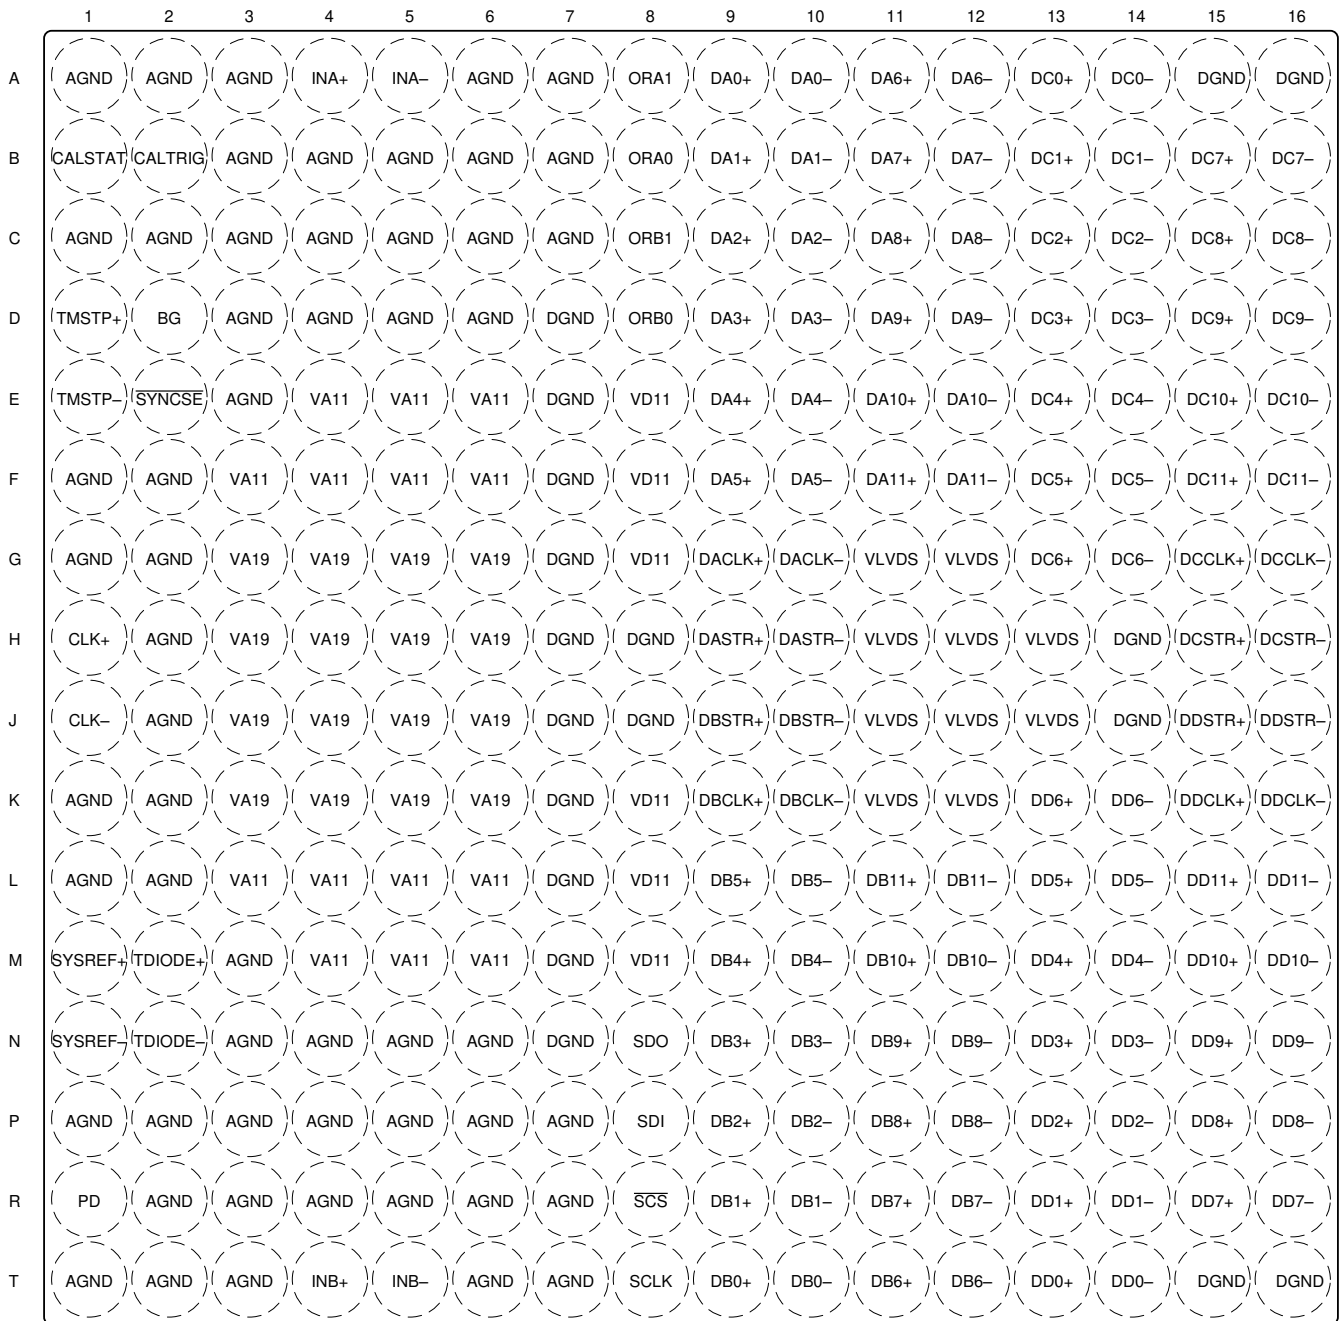 1 2 3 4 5 6 7 8 9 10 11 12 13 14 15 16
A AGND AGND AGND INA+ INA– AGND AGND ORA1 DA0+ DA0– DA6+ DA6– DC0+ DC0– DGND DGND
B CALSTAT CALTRIG AGND AGND AGND AGND AGND ORA0 DA1+ DA1– DA7+ DA7– DC1+ DC1– DC7+ DC7–
C AGND AGND AGND AGND AGND AGND AGND ORB1 DA2+ DA2– DA8+ DA8– DC2+ DC2– DC8+ DC8–
D TMSTP+ BG AGND AGND AGND AGND DGND ORB0 DA3+ DA3– DA9+ DA9– DC3+ DC3– DC9+ DC9–
E TMSTP– SYNCSE AGND VA11 VA11 VA11 DGND VD11 DA4+ DA4– DA10+ DA10– DC4+ DC4– DC10+ DC10–
F AGND AGND VA11 VA11 VA11 VA11 DGND VD11 DA5+ DA5– DA11+ DA11– DC5+ DC5– DC11+ DC11–
G AGND AGND VA19 VA19 VA19 VA19 DGND VD11 DACLK+ DACLK– VLVDS VLVDS DC6+ DC6– DCCLK+ DCCLK–
H CLK+ AGND VA19 VA19 VA19 VA19 DGND DGND DASTR+ DASTR– VLVDS VLVDS VLVDS DGND DCSTR+ DCSTR–
J CLK– AGND VA19 VA19 VA19 VA19 DGND DGND DBSTR+ DBSTR– VLVDS VLVDS VLVDS DGND DDSTR+ DDSTR–
K AGND AGND VA19 VA19 VA19 VA19 DGND VD11 DBCLK+ DBCLK– VLVDS VLVDS DD6+ DD6– DDCLK+ DDCLK–
L AGND AGND VA11 VA11 VA11 VA11 DGND VD11 DB5+ DB5– DB11+ DB11– DD5+ DD5– DD11+ DD11–
M SYSREF+ TDIODE+ AGND VA11 VA11 VA11 DGND VD11 DB4+ DB4– DB10+ DB10– DD4+ DD4– DD10+ DD10–
N SYSREF– TDIODE– AGND AGND AGND AGND DGND SDO DB3+ DB3– DB9+ DB9– DD3+ DD3– DD9+ DD9–
P AGND AGND AGND AGND AGND AGND AGND SDI DB2+ DB2– DB8+ DB8– DD2+ DD2– DD8+ DD8–
R PD AGND AGND AGND AGND AGND AGND SCS DB1+ DB1– DB7+ DB7– DD1+ DD1– DD7+ DD7–
T AGND AGND AGND INB+ INB– AGND AGND SCLK DB0+ DB0– DB6+ DB6– DD0+ DD0– DGND DGND